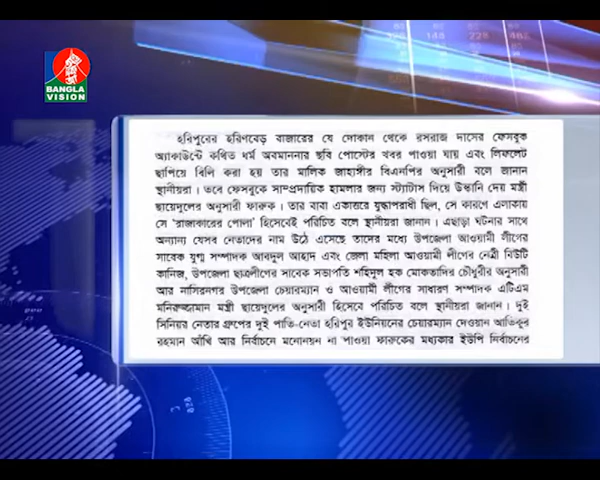 BANGLA
VISION
হরিপুরের হরিণবেড় বাজারের যে দোকান থেকে রসরাজ দাসের ফেসবুক
অ্যাকাউন্টে কথিত ধর্ম অবমাননার ছবি পোস্টের খবর পাওয়া যায় এবং লিফলেট
ছাপিয়ে বিলি করা হয় তার মালিক জাহাঙ্গীর বিএনপির অনুসারী বলে জানান
স্থানীয়রা। তবে ফেসবুকে সাম্প্রদায়িক হামলার জন্য স্ট্যাটাস দিয়ে উস্কানি দেয় মন্ত্রী
ছায়েদুলের অনুসারী ফারুক। তার বাবা একাত্তরে যুদ্ধাপরাধী ছিল, সে কারণে এলাকায়
সে 'রাজাকারের পোলা' হিসেবেই পরিচিত বলে স্থানীয়রা জানান। এছাড়া ঘটনার সাথে
অন্যান্য যেসব নেতাদের নাম উঠে এসেছে তাদের মধ্যে উপজেলা আওয়ামী লীগের
সাবেক যুগ্ম সম্পাদক আবদুল আহাদ এবং জেলা মহিলা আওয়ামী লীগের নেত্রী বিউটি
কানিজ, উপজেলা ছাত্রলীগের সাবেক সভাপতি শহিদুল হক মোকতাদির চৌধুরীর অনুসারী
আর নাসিরনগর উপজেলা চেয়ারম্যান ও আওয়ামী লীগের সাধারণ সম্পাদক এটিএম
মনিরুজ্জামান মন্ত্রী ছায়েদুলের অনুসারী হিসেবে পরিচিত বলে স্থানীয়রা জানান। দুই
সিনিয়র নেতার গ্রুপের দুই পাতি-নেতা হরিপুর ইউনিয়নের চেয়ারম্যান দেওয়ান আতিকুর
রহমান আঁখি আর নির্বাচনে মনোনয়ন না পাওয়া ফারুকের মধ্যকার ইউপি নির্বাচনের